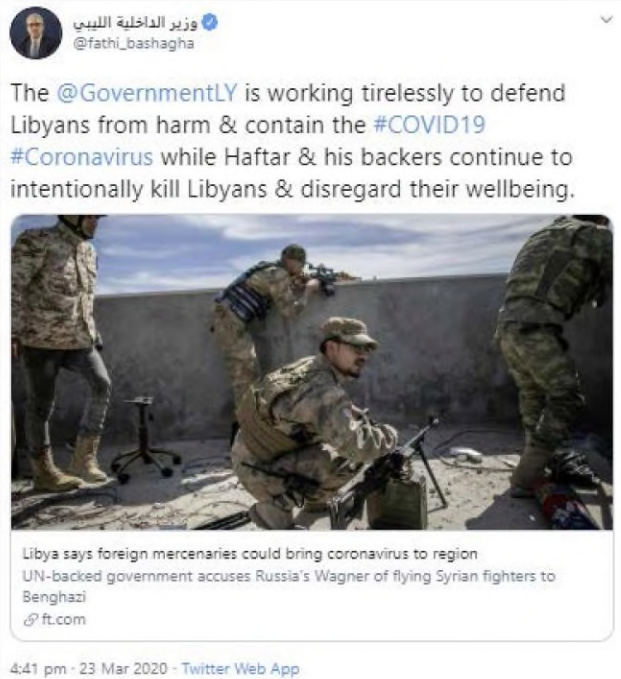 وزير الداخلية الليبي
@fathi_bashagha
The @GovernmentLY is working tirelessly to defend
Libyans from harm & contain the #COVID19
#Coronavirus while Haftar & his backers continue to
intentionally kill Libyans & disregard their wellbeing.
Libya says foreign mercenaries could bring coronavirus to region
UN-backed government accuses Russia's Wagner of flying Syrian fighters to
Benghazi
ft.com
4:41 pm · 23 Mar 2020 · Twitter Web App